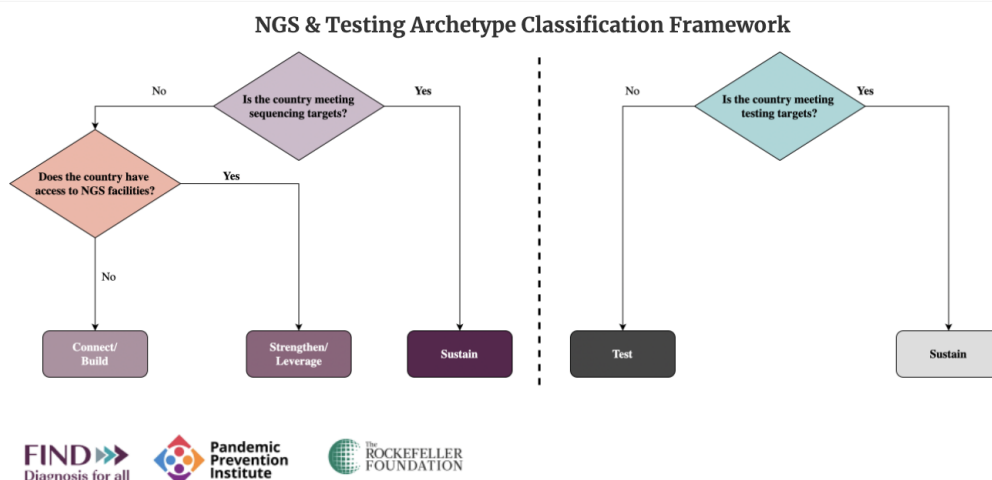 NGS & Testing Archetype Classification Framework
No
Is the country meeting
sequencing targets?
Yes
Does the country have
access to NGS facilities?
Yes
No
Connect/
Build
Strengthen/
Leverage
Sustain
No
Is the country meeting
testing targets?
Yes
Test
Sustain
FIND
Diagnosis for all
Pandemic
Prevention
Institute
The
ROCKEFELLER
FOUNDATION